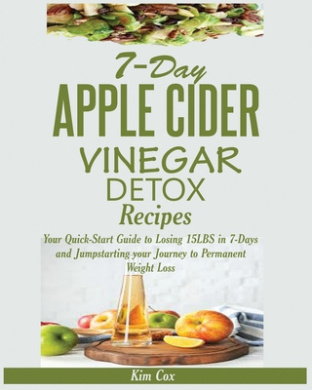 7-Day
APPLE CIDER
VINEGAR
DETOX
Recipes
Your Quick-Start Guide to Losing 15LBS in 7-Days
and Jumpstarting your Journey to Permanent
Weight Loss
Kim Cox